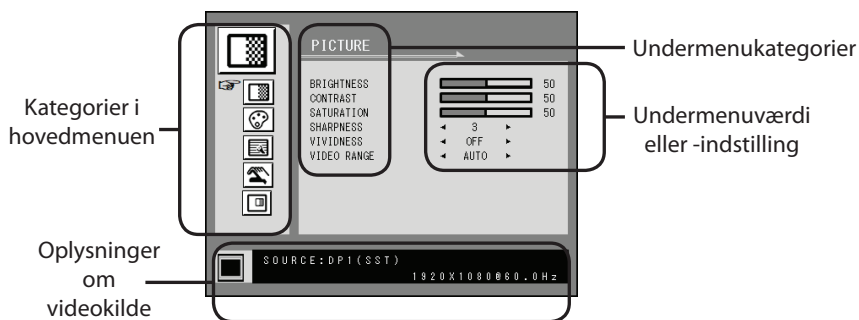 PICTURE
BRIGHTNESS 50
CONTRAST 50
SATURATION 50
SHARPNESS ◄ 3 ►
VIVIDNESS ◄ OFF ►
VIDEO RANGE ◄ AUTO ►
SOURCE:DP1(SST)
1920X1080@60.0Hz
Kategorier i
hovedmenuen
Oplysninger
om
videokilde
Undermenukategorier
Undermenuværdi
eller -indstilling